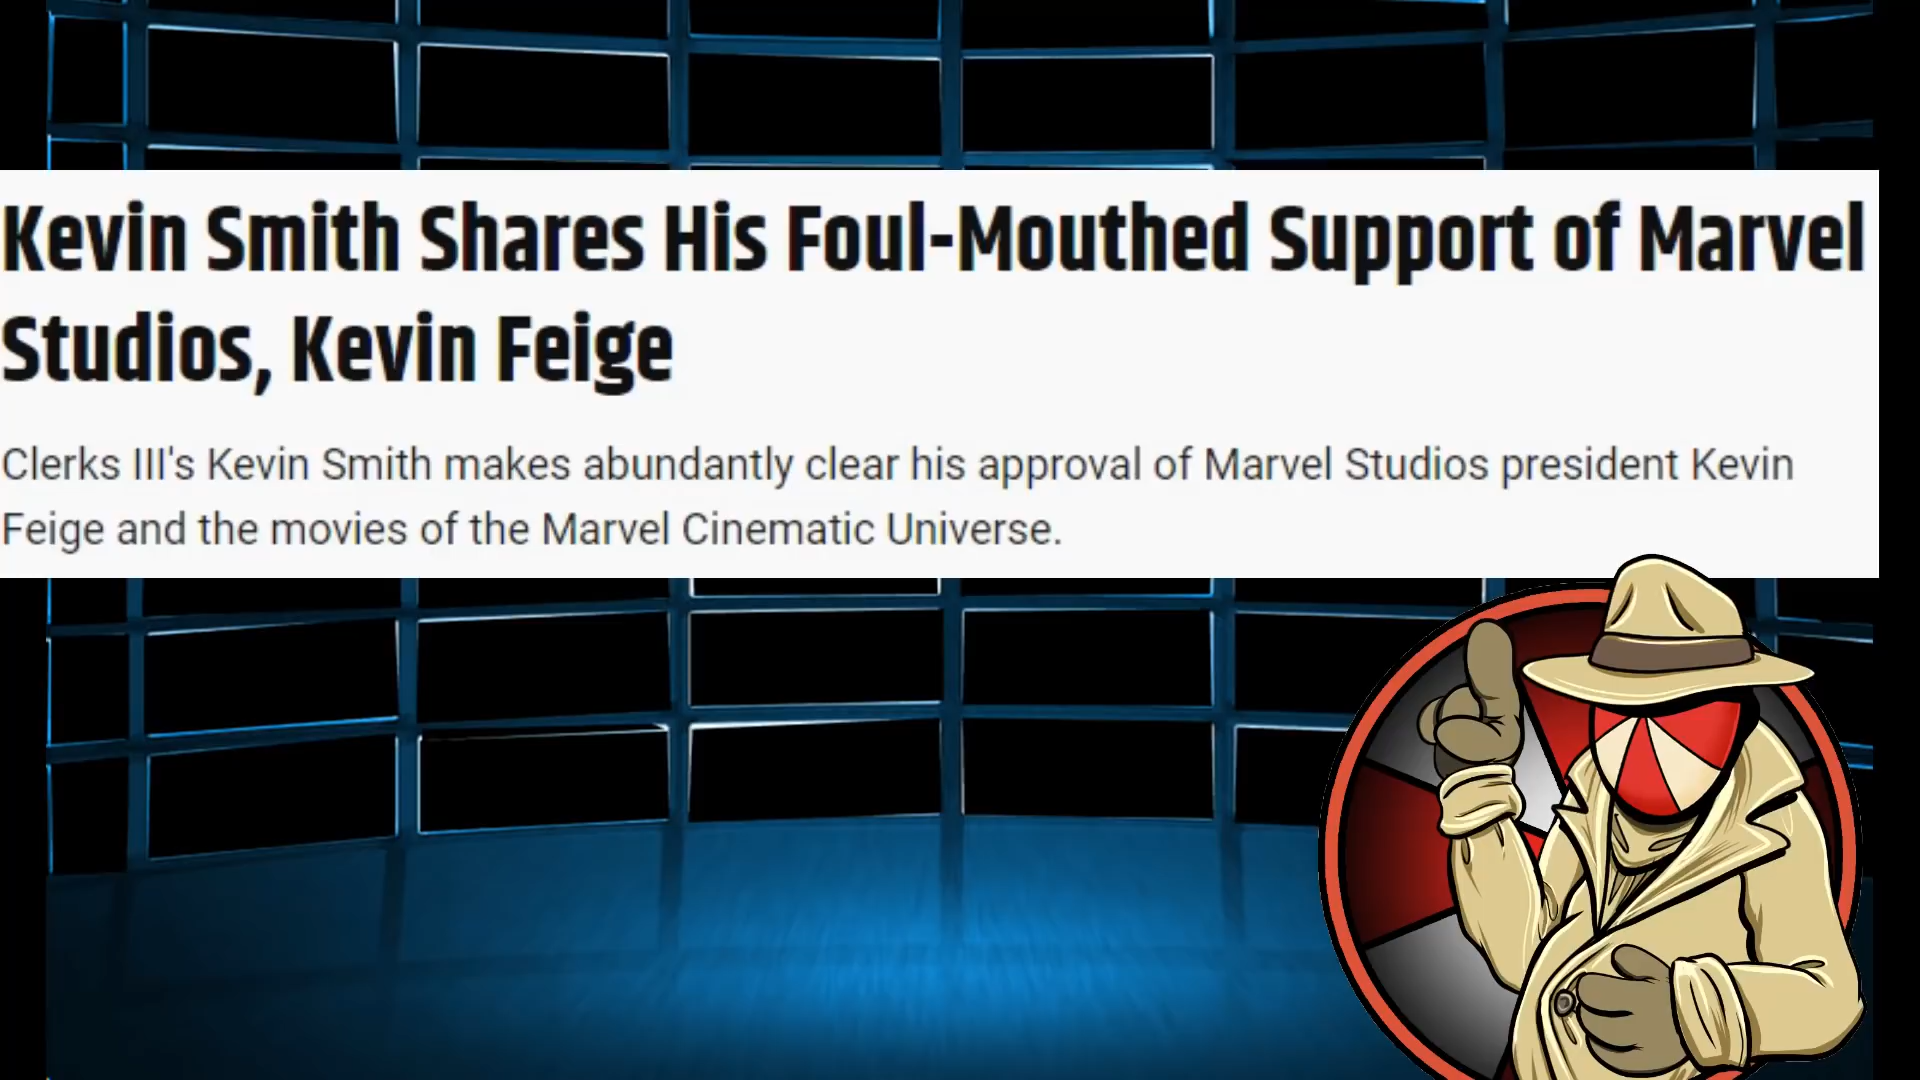 Kevin Smith Shares His Foul-Mouthed Support of Marvel
Studios, Kevin Feige
Clerks III's Kevin Smith makes abundantly clear his approval of Marvel Studios president Kevin
Feige and the movies of the Marvel Cinematic Universe.